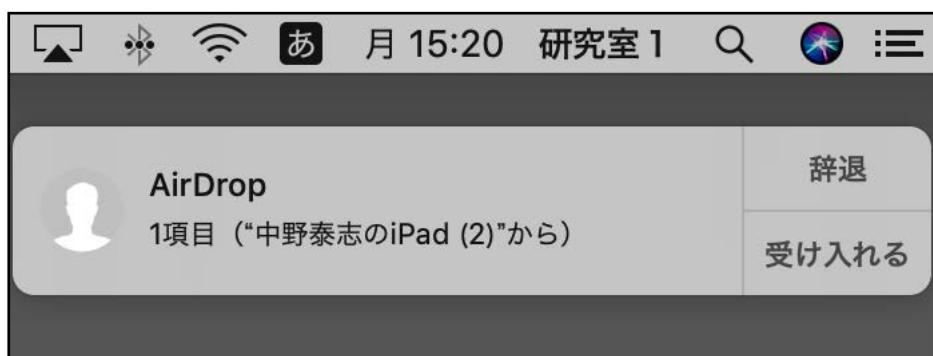 あ 月 15:20 研究室 1
AirDrop
1項目（“中野泰志のiPad (2)”から）
辞退
受け入れる